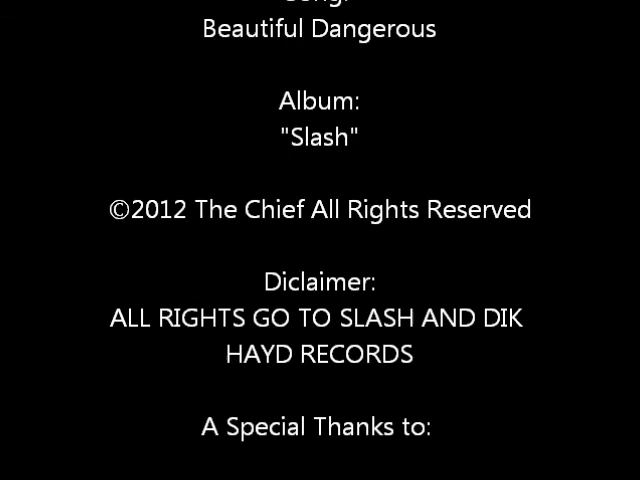 Song:
Beautiful Dangerous
Album:
"Slash"
©2012 The Chief All Rights Reserved
Diclaimer:
ALL RIGHTS GO TO SLASH AND DIK
HAYD RECORDS
A Special Thanks to: